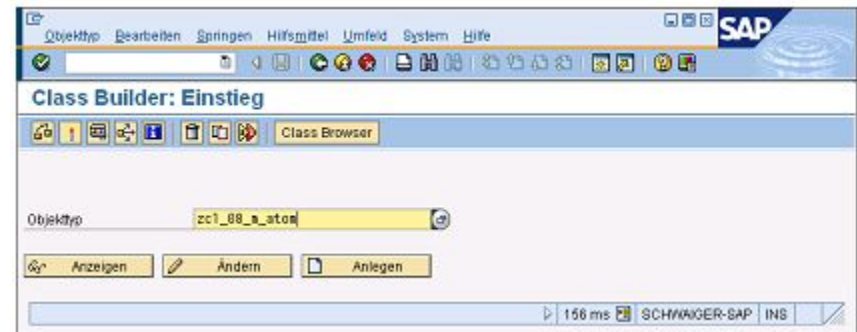 Objekttyp Bearbeiten Springen Hilfsmittel Umfeld System Hilfe
SAP
Class Builder: Einstieg
Class Browser
Objekttyp zc1_08_m_atom
Anzeigen Ändern Anlegen
156 ms SCHWAIGER-SAP INS